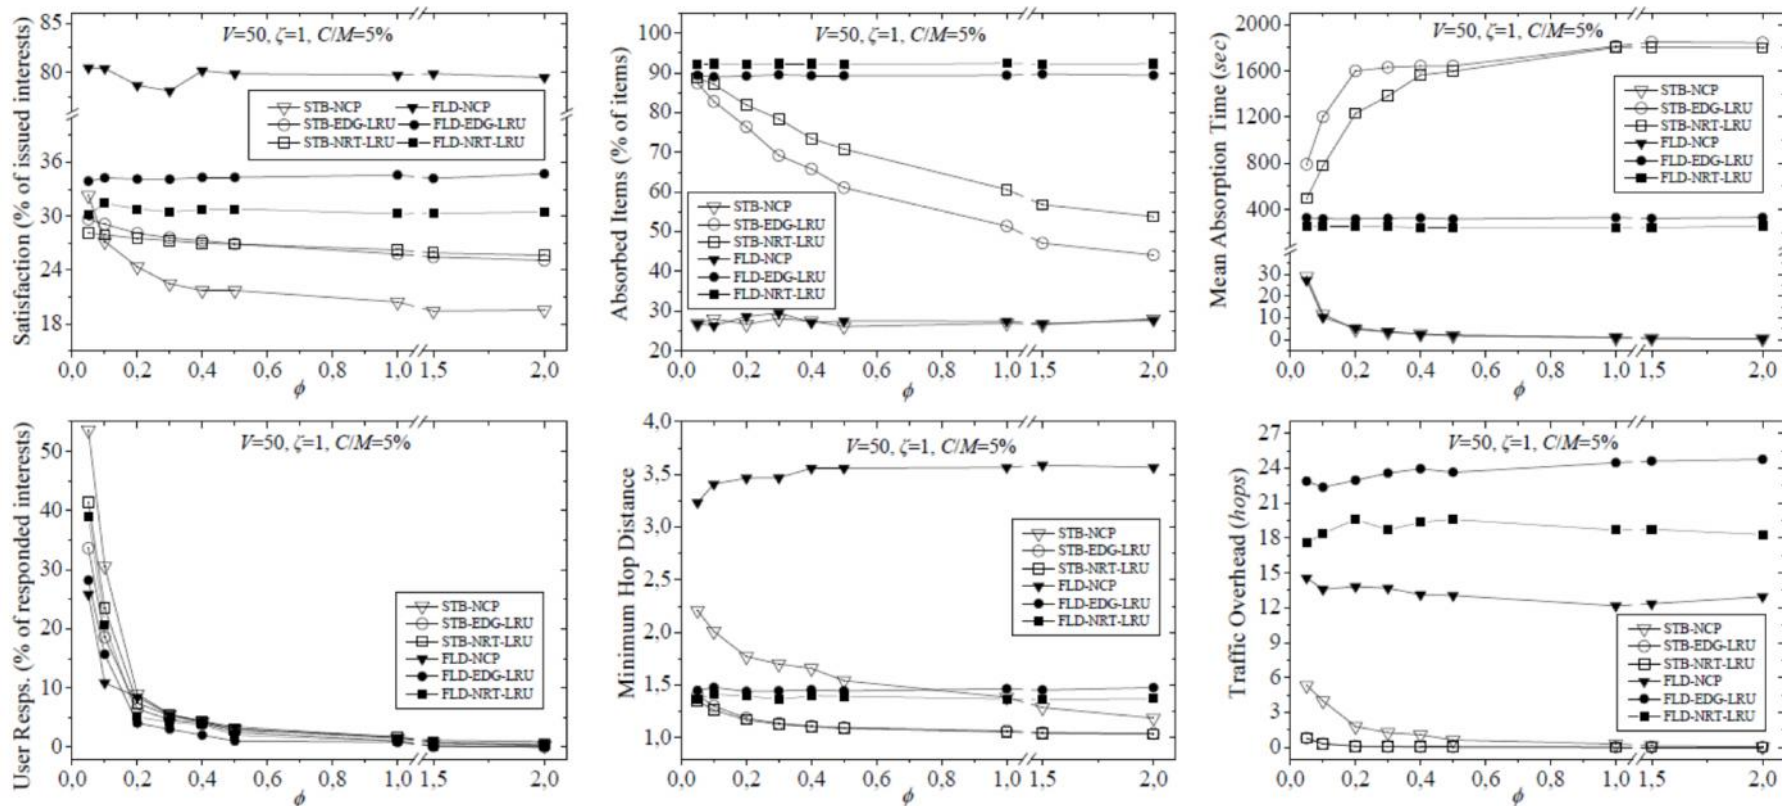 Satisfaction (% of issued interests)
V=50, ζ=1, C/M=5%
STB-NCP
STB-EDG-LRU
STB-NRT-LRU
FLD-NCP
FLD-EDG-LRU
FLD-NRT-LRU
85
80
36
33
30
27
24
21
18
0,0 0,2 0,4 0,6 0,8 1,0 1,5 2,0
ϕ
Absorbed Items (% of items)
V=50, ζ=1, C/M=5%
STB-NCP
STB-EDG-LRU
STB-NRT-LRU
FLD-NCP
FLD-EDG-LRU
FLD-NRT-LRU
100
90
80
70
60
50
40
30
20
0,0 0,2 0,4 0,6 0,8 1,0 1,5 2,0
ϕ
Mean Absorption Time (sec)
V=50, ζ=1, C/M=5%
STB-NCP
STB-EDG-LRU
STB-NRT-LRU
FLD-NCP
FLD-EDG-LRU
FLD-NRT-LRU
2000
1600
1200
800
400
30
20
10
0
0,0 0,2 0,4 0,6 0,8 1,0 1,5 2,0
ϕ
User Resps. (% of responded interests)
V=50, ζ=1, C/M=5%
STB-NCP
STB-EDG-LRU
STB-NRT-LRU
FLD-NCP
FLD-EDG-LRU
FLD-NRT-LRU
50
40
30
20
10
0
0,0 0,2 0,4 0,6 0,8 1,0 1,5 2,0
ϕ
Minimum Hop Distance
V=50, ζ=1, C/M=5%
STB-NCP
STB-EDG-LRU
STB-NRT-LRU
FLD-NCP
FLD-EDG-LRU
FLD-NRT-LRU
4,0
3,5
3,0
2,5
2,0
1,5
1,0
0,0 0,2 0,4 0,6 0,8 1,0 1,5 2,0
ϕ
Traffic Overhead (hops)
V=50, ζ=1, C/M=5%
STB-NCP
STB-EDG-LRU
STB-NRT-LRU
FLD-NCP
FLD-EDG-LRU
FLD-NRT-LRU
27
24
21
18
15
12
9
6
3
0
0,0 0,2 0,4 0,6 0,8 1,0 1,5 2,0
ϕ